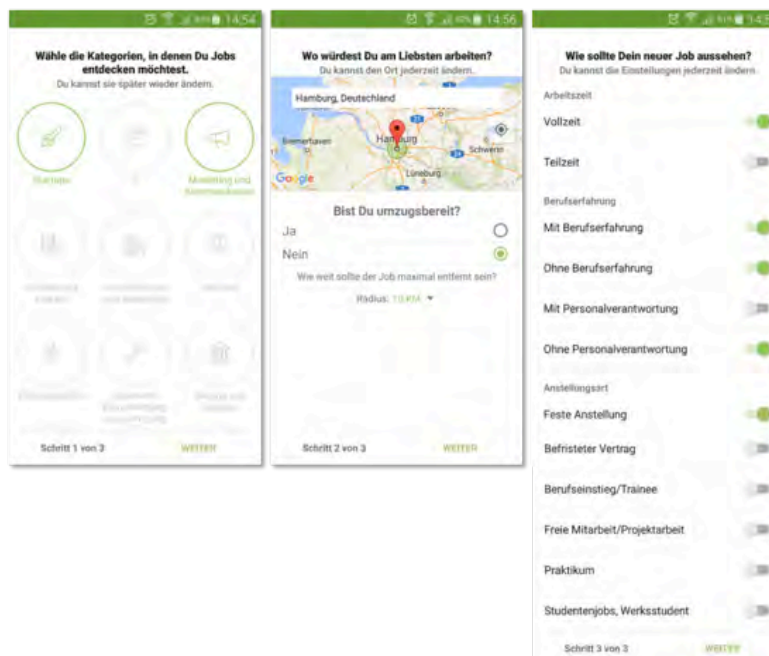 14:54
Wähle die Kategorien, in denen Du Jobs
entdecken möchtest.
Du kannst sie später wieder ändern.
Startups
Marketing und
Kommunikation
Schritt 1 von 3
WEITER
14:56
Wo würdest Du am Liebsten arbeiten?
Du kannst den Ort jederzeit ändern.
Hamburg, Deutschland
Bremerhaven
Hamburg
Schwerin
Lüneburg
Google
Bist Du umzugsbereit?
Ja
Nein
Wie weit sollte der Job maximal entfernt sein?
Radius: 10 KM
Schritt 2 von 3
WEITER
Wie sollte Dein neuer Job aussehen?
Du kannst die Einstellungen jederzeit ändern.
Arbeitszeit
Vollzeit
Teilzeit
Berufserfahrung
Mit Berufserfahrung
Ohne Berufserfahrung
Mit Personalverantwortung
Ohne Personalverantwortung
Anstellungsart
Feste Anstellung
Befristeter Vertrag
Berufseinstieg/Trainee
Freie Mitarbeit/Projektarbeit
Praktikum
Studentenjobs, Werksstudent
Schritt 3 von 3
WEITER